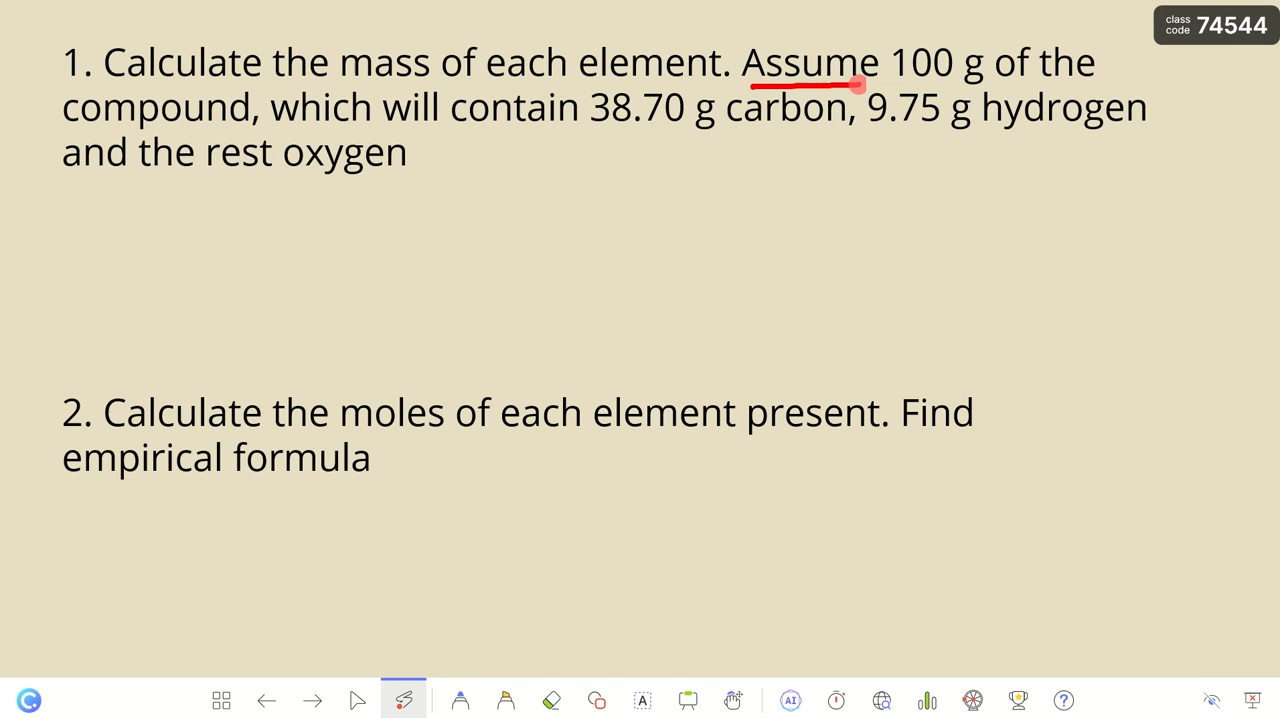 class
code 74544
1. Calculate the mass of each element. Assume 100 g of the
compound, which will contain 38.70 g carbon, 9.75 g hydrogen
and the rest oxygen
2. Calculate the moles of each element present. Find
empirical formula
C
A
AI
?